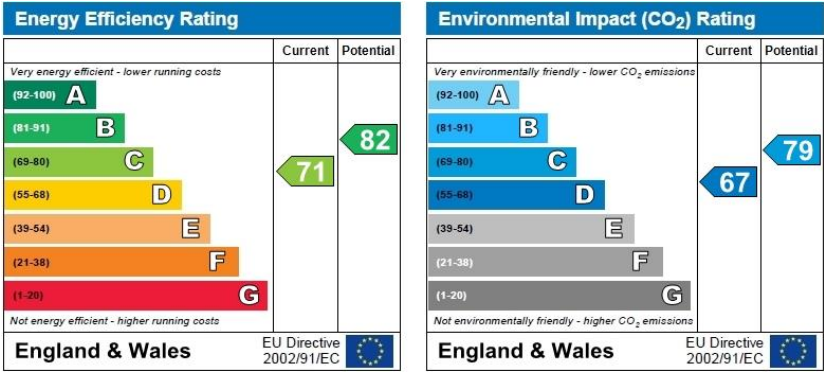 Energy Efficiency Rating
Current Potential
Very energy efficient - lower running costs
(92-100) A
(81-91) B
82
(69-80) C
71
(55-68) D
(39-54) E
(21-38) F
(1-20) G
Not energy efficient - higher running costs
England & Wales
EU Directive
2002/91/EC
Environmental Impact (CO₂) Rating
Current Potential
Very environmentally friendly - lower CO₂ emissions
(92-100) A
(81-91) B
(69-80) C
79
(55-68) D
67
(39-54) E
(21-38) F
(1-20) G
Not environmentally friendly - higher CO₂ emissions
England & Wales
EU Directive
2002/91/EC